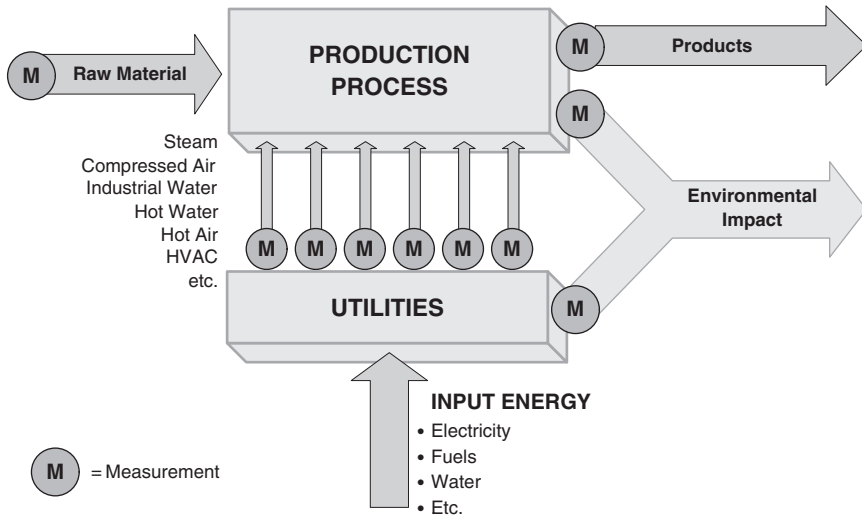 M
Raw Material
PRODUCTION
PROCESS
M
Products
M
Steam
Compressed Air
Industrial Water
Hot Water
Hot Air
HVAC
etc.
Environmental
Impact
M M M M M M
UTILITIES
M
INPUT ENERGY
• Electricity
• Fuels
• Water
• Etc.
M = Measurement